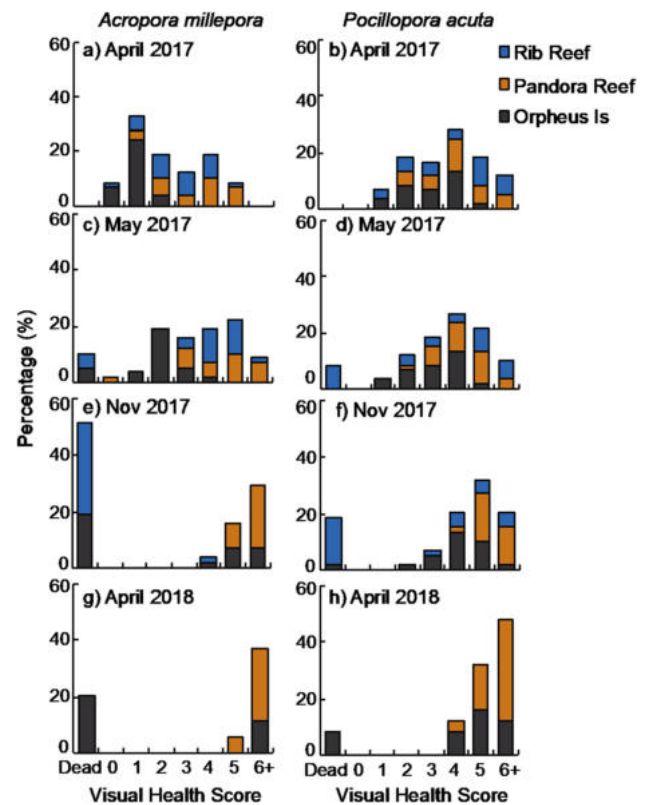 Acropora millepora
Pocillopora acuta
Rib Reef
Pandora Reef
Orpheus Is
Percentage (%)
a) April 2017
60
40
20
0
b) April 2017
60
40
20
0
c) May 2017
60
40
20
0
d) May 2017
60
40
20
0
e) Nov 2017
60
40
20
0
f) Nov 2017
60
40
20
0
g) April 2018
60
40
20
0
h) April 2018
60
40
20
0
Dead 0 1 2 3 4 5 6+
Dead 0 1 2 3 4 5 6+
Visual Health Score
Visual Health Score